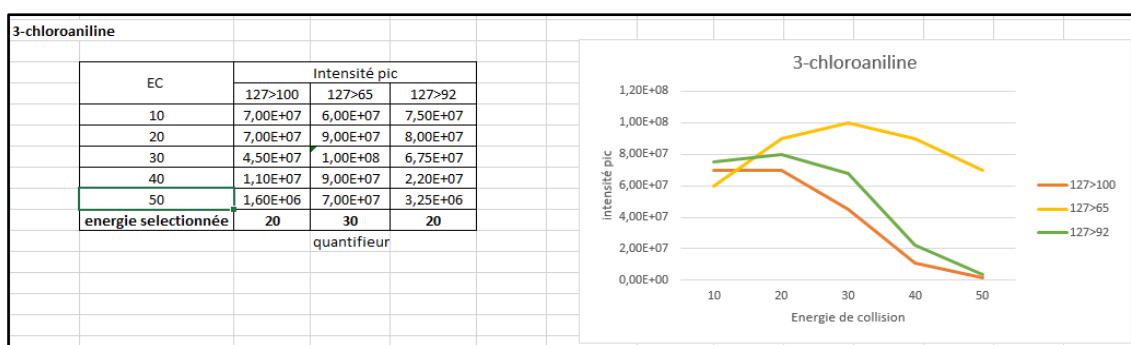 3-chloroaniline
EC Intensité pic
127>100 127>65 127>92
10 7,00E+07 6,00E+07 7,50E+07
20 7,00E+07 9,00E+07 8,00E+07
30 4,50E+07 1,00E+08 6,75E+07
40 1,10E+07 9,00E+07 2,20E+07
50 1,60E+06 7,00E+07 3,25E+06
energie selectionnée 20 30 20
quantifieur
3-chloroaniline
intensité pic
1,20E+08
1,00E+08
8,00E+07
6,00E+07
4,00E+07
2,00E+07
0,00E+00
10 20 30 40 50
Energie de collision
127>100
127>65
127>92